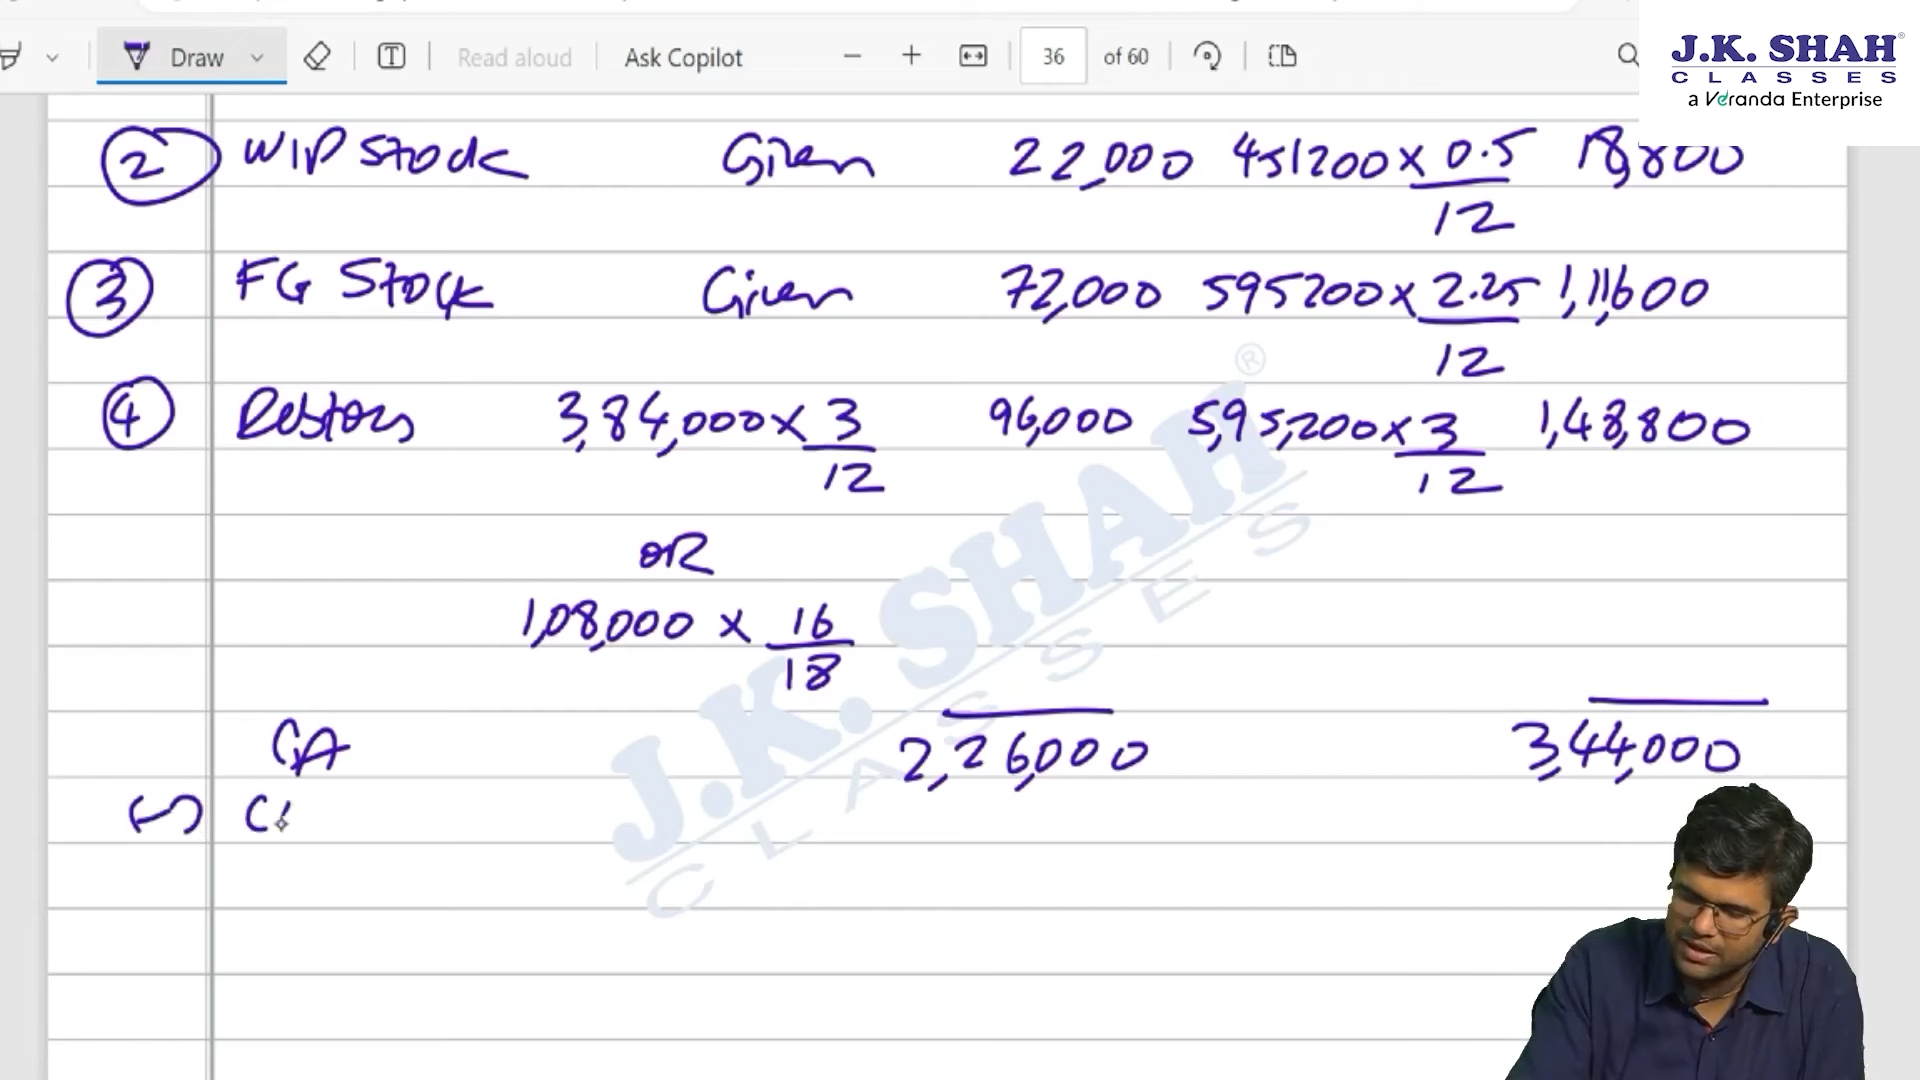 Draw
Read aloud
Ask Copilot
36 of 60
J.K. SHAH®
CLASSES
a Veranda Enterprise
2 WIP Stock Given 22,000 451200 × 0.5/12 18,800
3 FG Stock Given 72,000 595200 × 2.25/12 1,11,600
4 Debtors 3,84,000 × 3/12 96,000 5,95,200 × 3/12 1,48,800
OR
1,08,000 × 16/18
CA 2,26,000 3,44,000
(-) CL
J.K. SHAH®
CLASSES